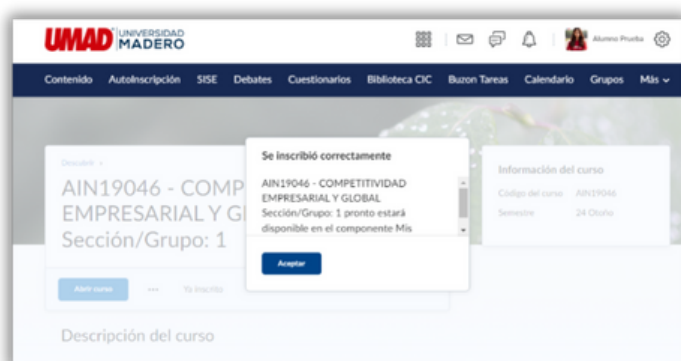 UMAD UNIVERSIDAD
MADERO
Alumno Prueba
Contenido AutoInscripción SISE Debates Cuestionarios Biblioteca CIC Buzon Tareas Calendario Grupos Más
Descubrir
AIN19046 - COMP
EMPRESARIAL Y GL
Sección/Grupo: 1
Abrir curso ••• Ya inscrito
Se inscribió correctamente
AIN19046 - COMPETITIVIDAD
EMPRESARIAL Y GLOBAL
Sección/Grupo: 1 pronto estará
disponible en el componente Mis
Aceptar
Información del curso
Código del curso AIN19046
Semestre 24 Otoño
Descripción del curso